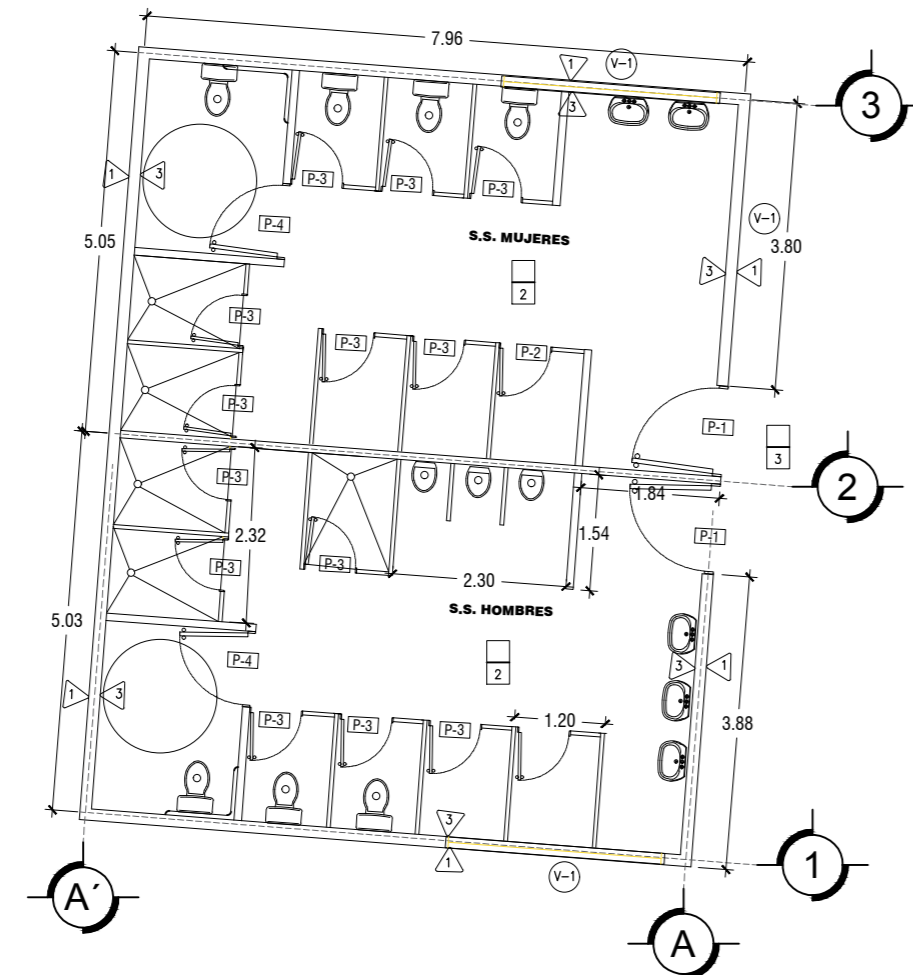 7.96
1
V-1
3
3
P-3
P-3
P-3
1
3
P-4
V-1
5.05
S.S. MUJERES
3.80
3
1
2
P-3
P-3
P-3
P-2
P-3
P-1
3
2
P-3
1.84
2.32
1.54
P-1
P-3
P-3
2.30
S.S. HOMBRES
5.03
P-4
2
3
1
1
3
P-3
P-3
P-3
1.20
3.88
3
1
V-1
1
A´
A